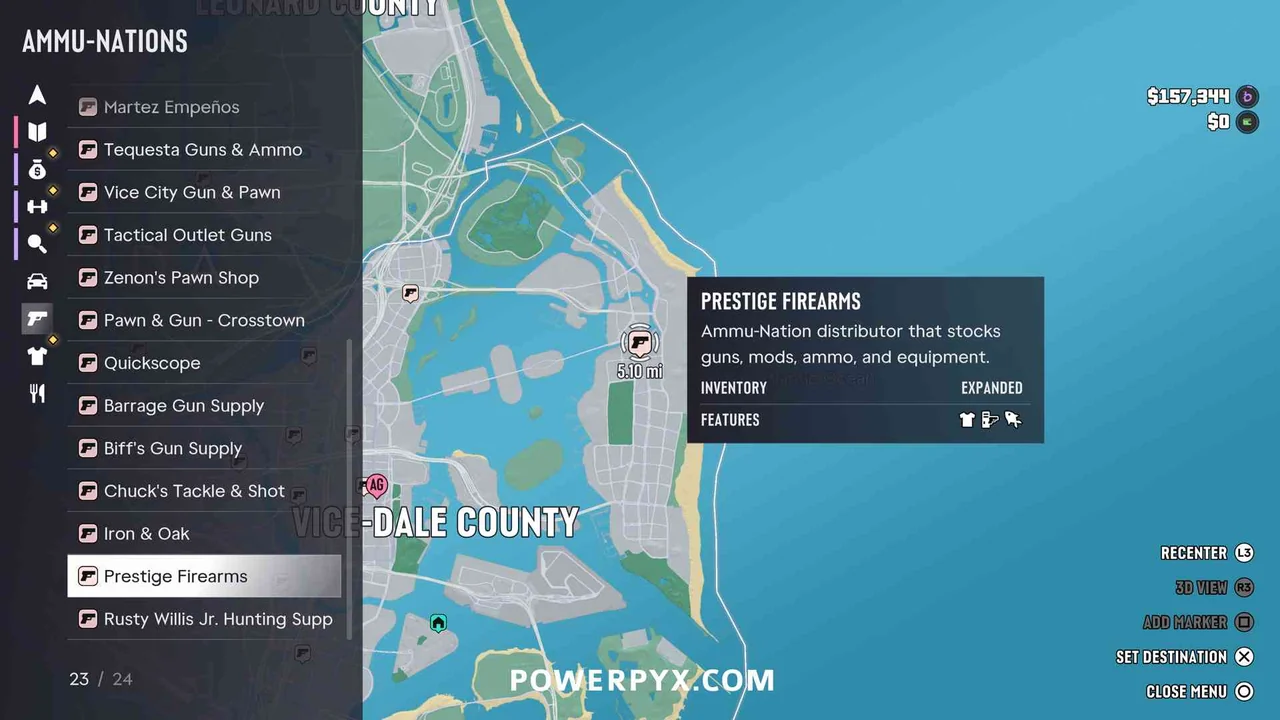 LEONARD COUNTY
AMMU-NATIONS
Martez Empeños
Tequesta Guns & Ammo
Vice City Gun & Pawn
Tactical Outlet Guns
Zenon's Pawn Shop
Pawn & Gun - Crosstown
Quickscope
Barrage Gun Supply
Biff's Gun Supply
Chuck's Tackle & Shot
Iron & Oak
Prestige Firearms
Rusty Willis Jr. Hunting Supp
23 / 24
$157,344
$0
5.10 mi
PRESTIGE FIREARMS
Ammu-Nation distributor that stocks
guns, mods, ammo, and equipment.
INVENTORY EXPANDED
FEATURES
AG
VICE-DALE COUNTY
RECENTER L3
3D VIEW R3
ADD MARKER
SET DESTINATION
CLOSE MENU
POWERPYX.COM